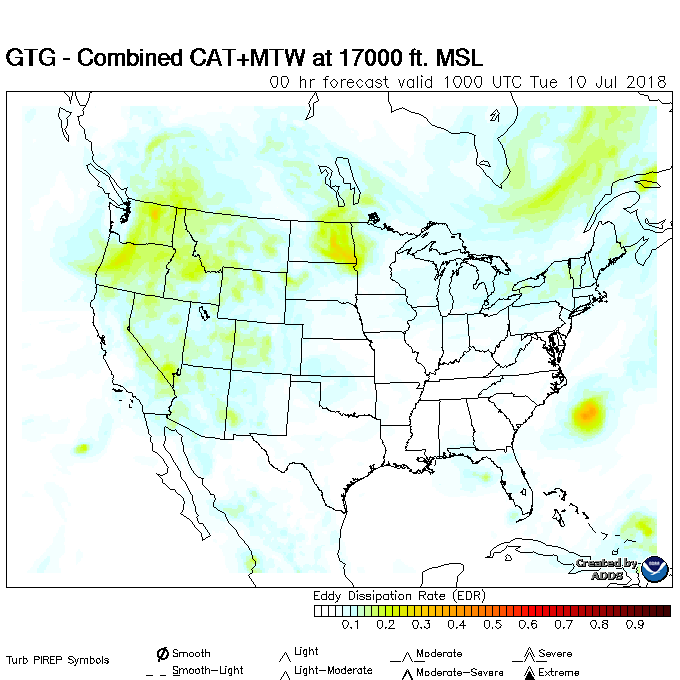 GTG - Combined CAT+MTW at 17000 ft. MSL
00 hr forecast valid 1000 UTC Tue 10 Jul 2018
Created by
ADDS
Eddy Dissipation Rate (EDR)
0.1 0.2 0.3 0.4 0.5 0.6 0.7 0.8 0.9
Turb PIREP Symbols
Smooth Light Moderate Severe
Smooth-Light Light-Moderate Moderate-Severe Extreme